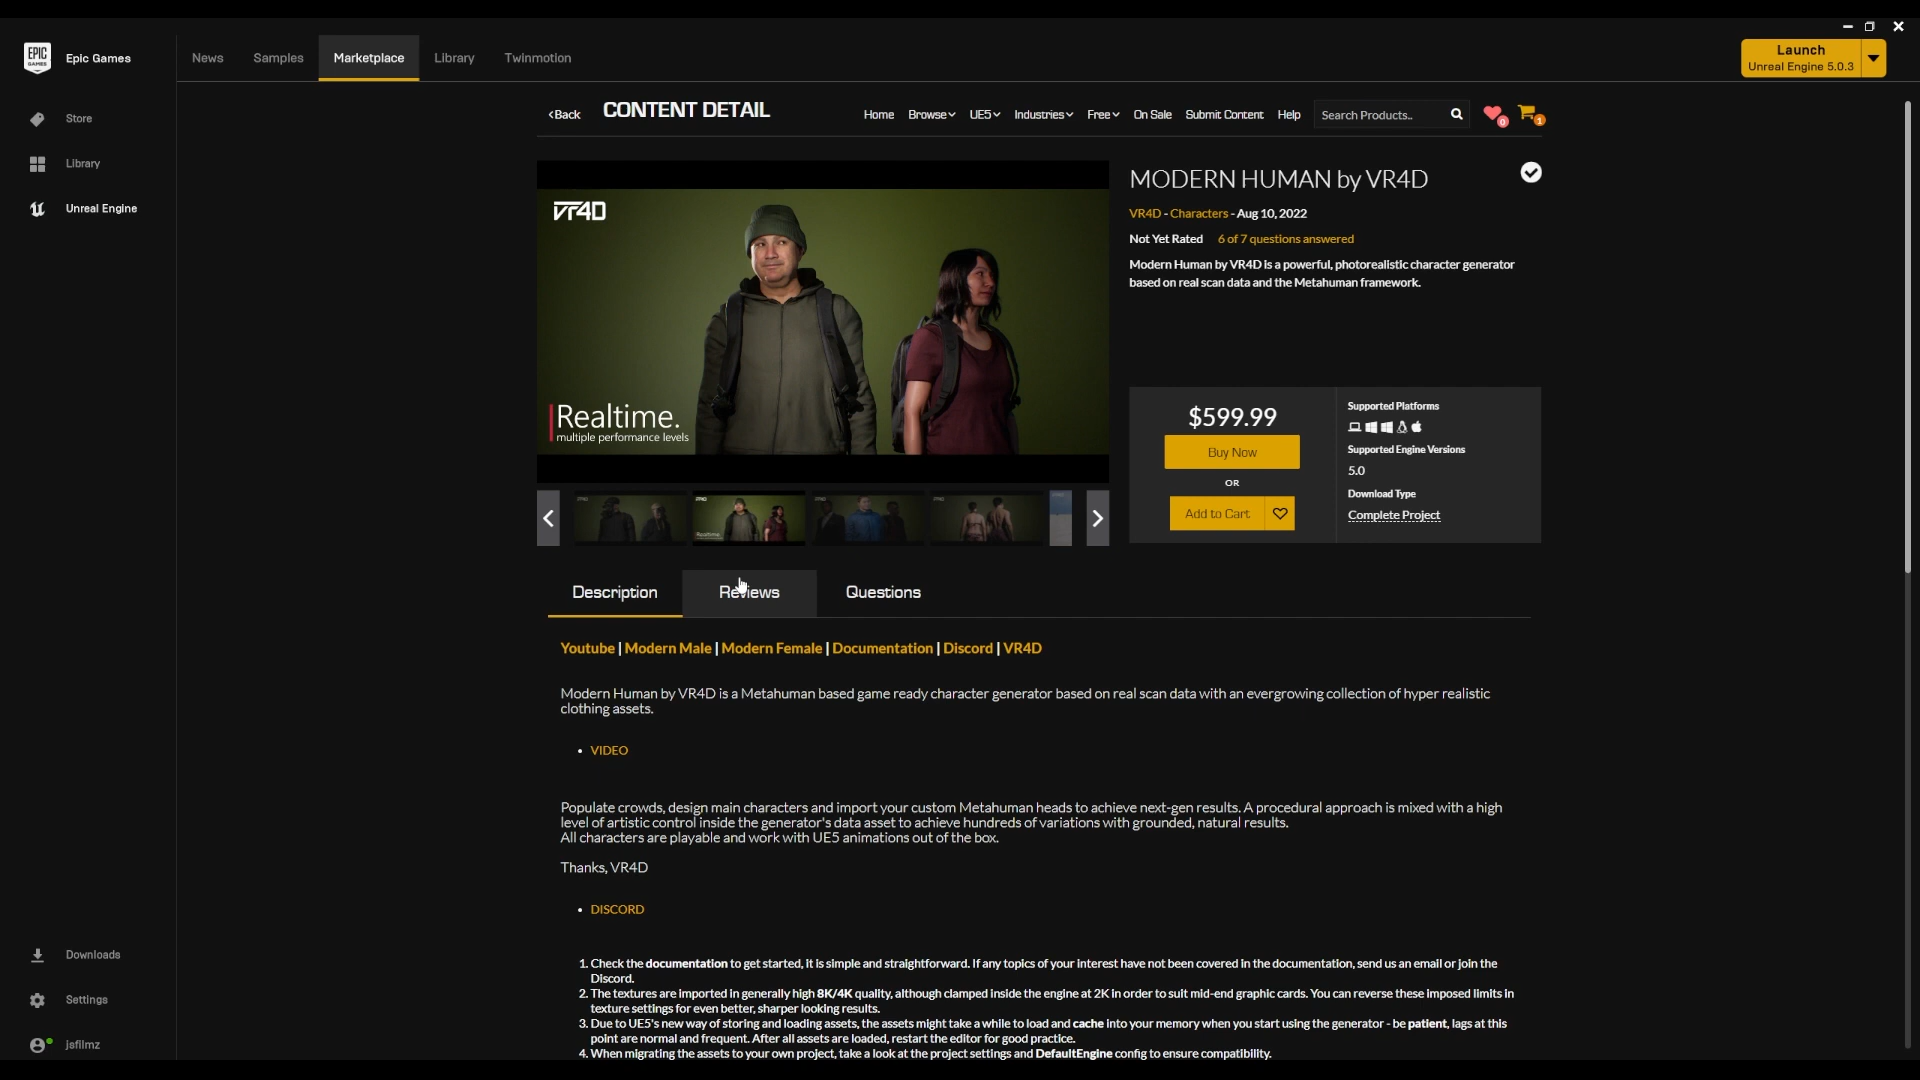 EPIC GAMES
Epic Games
News
Samples
Marketplace
Library
Twinmotion
Launch
Unreal Engine 5.0.3
Store
Library
Unreal Engine
Back
CONTENT DETAIL
Home
Browse
UE5
Industries
Free
On Sale
Submit Content
Help
Search Products..
0
1
VR4D
Realtime.
multiple performance levels
MODERN HUMAN by VR4D
VR4D - Characters - Aug 10, 2022
Not Yet Rated 6 of 7 questions answered
Modern Human by VR4D is a powerful, photorealistic character generator
based on real scan data and the Metahuman framework.
$599.99
Buy Now
OR
Add to Cart
Supported Platforms
Supported Engine Versions
5.0
Download Type
Complete Project
Description
Reviews
Questions
Youtube | Modern Male | Modern Female | Documentation | Discord | VR4D
Modern Human by VR4D is a Metahuman based game ready character generator based on real scan data with an evergrowing collection of hyper realistic
clothing assets.
• VIDEO
Populate crowds, design main characters and import your custom Metahuman heads to achieve next-gen results. A procedural approach is mixed with a high
level of artistic control inside the generator's data asset to achieve hundreds of variations with grounded, natural results.
All characters are playable and work with UE5 animations out of the box.
Thanks, VR4D
• DISCORD
1. Check the documentation to get started, it is simple and straightforward. If any topics of your interest have not been covered in the documentation, send us an email or join the
Discord.
2. The textures are imported in generally high 8K/4K quality, although clamped inside the engine at 2K in order to suit mid-end graphic cards. You can reverse these imposed limits in
texture settings for even better, sharper looking results.
3. Due to UE5's new way of storing and loading assets, the assets might take a while to load and cache into your memory when you start using the generator - be patient, lags at this
point are normal and frequent. After all assets are loaded, restart the editor for good practice.
4. When migrating the assets to your own project, take a look at the project settings and DefaultEngine config to ensure compatibility.
Downloads
Settings
jsfilmz